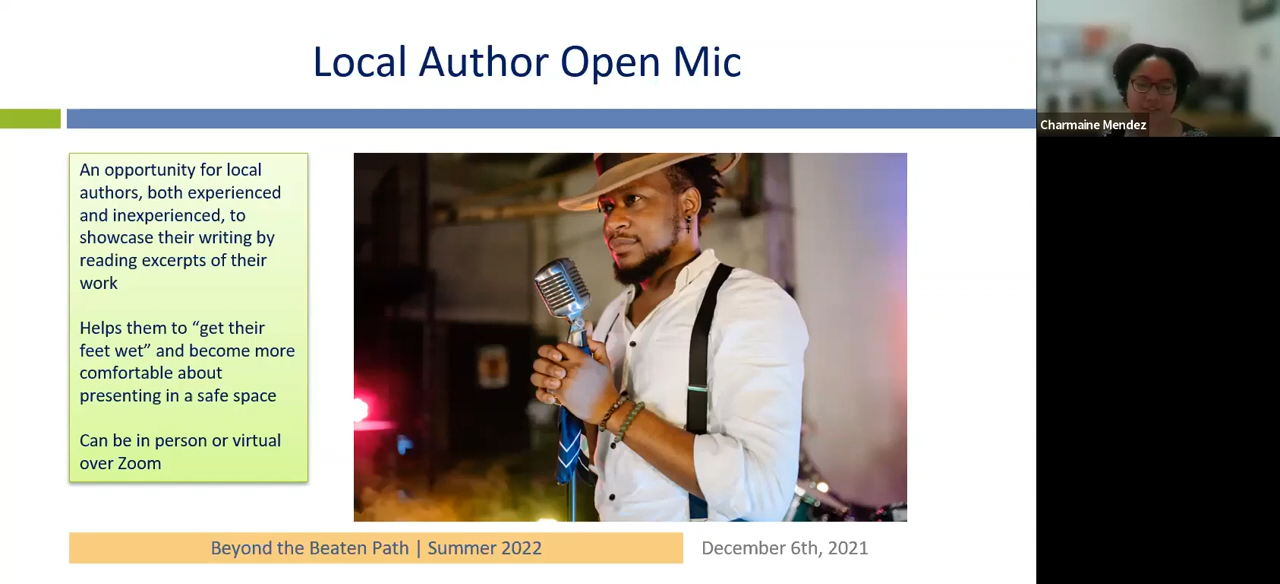 Local Author Open Mic
Charmaine Mendez
An opportunity for local
authors, both experienced
and inexperienced, to
showcase their writing by
reading excerpts of their
work
Helps them to “get their
feet wet” and become more
comfortable about
presenting in a safe space
Can be in person or virtual
over Zoom
Beyond the Beaten Path | Summer 2022
December 6th, 2021